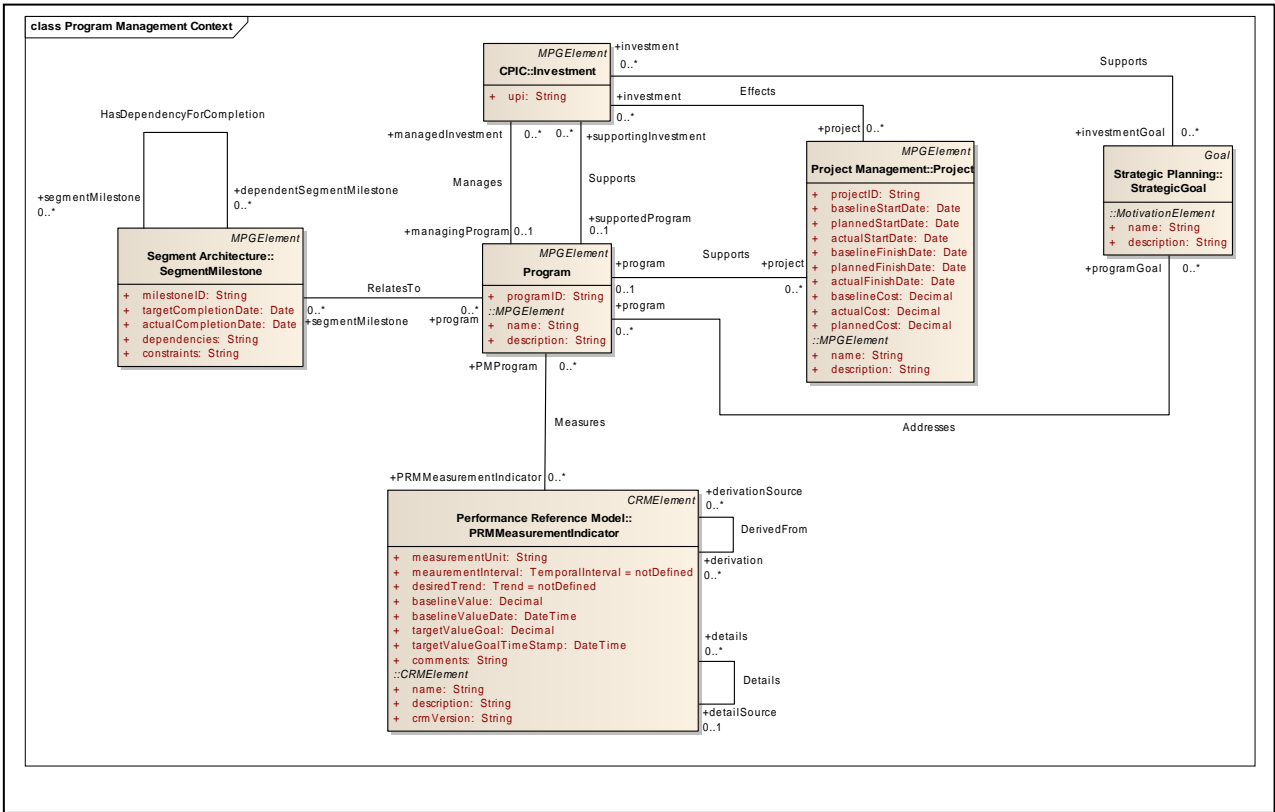 class Program Management Context
MPGElement
CPIC::Investment
+ upi: String
+investment
0..*
Supports
+investment
0..*
Effects
+project 0..*
+investmentGoal 0..*
HasDependencyForCompletion
+segmentMilestone
0..*
+dependentSegmentMilestone
0..*
+managedInvestment 0..*
0..* +supportingInvestment
Manages
Supports
+managingProgram 0..1
+supportedProgram
0..1
MPGElement
Project Management::Project
+ projectID: String
+ baselineStartDate: Date
+ plannedStartDate: Date
+ actualStartDate: Date
+ baselineFinishDate: Date
+ plannedFinishDate: Date
+ actualFinishDate: Date
+ baselineCost: Decimal
+ actualCost: Decimal
+ plannedCost: Decimal
::MPGElement
+ name: String
+ description: String
Goal
Strategic Planning::
StrategicGoal
::MotivationElement
+ name: String
+ description: String
+programGoal 0..*
MPGElement
Segment Architecture::
SegmentMilestone
+ milestoneID: String
+ targetCompletionDate: Date
+ actualCompletionDate: Date
+ dependencies: String
+ constraints: String
RelatesTo
0..*
+segmentMilestone
0..*
+program
MPGElement
Program
+ programID: String
::MPGElement
+ name: String
+ description: String
+program
0..1
Supports
+project
0..*
+program
0..*
Addresses
+PMProgram 0..*
Measures
+PRMMeasurementIndicator 0..*
CRMElement
Performance Reference Model::
PRMMeasurementIndicator
+ measurementUnit: String
+ meaurementInterval: TemporalInterval = notDefined
+ desiredTrend: Trend = notDefined
+ baselineValue: Decimal
+ baselineValueDate: DateTime
+ targetValueGoal: Decimal
+ targetValueGoalTimeStamp: DateTime
+ comments: String
::CRMElement
+ name: String
+ description: String
+ crmVersion: String
+derivationSource
0..*
DerivedFrom
+derivation
0..*
+details
0..*
Details
+detailSource
0..1